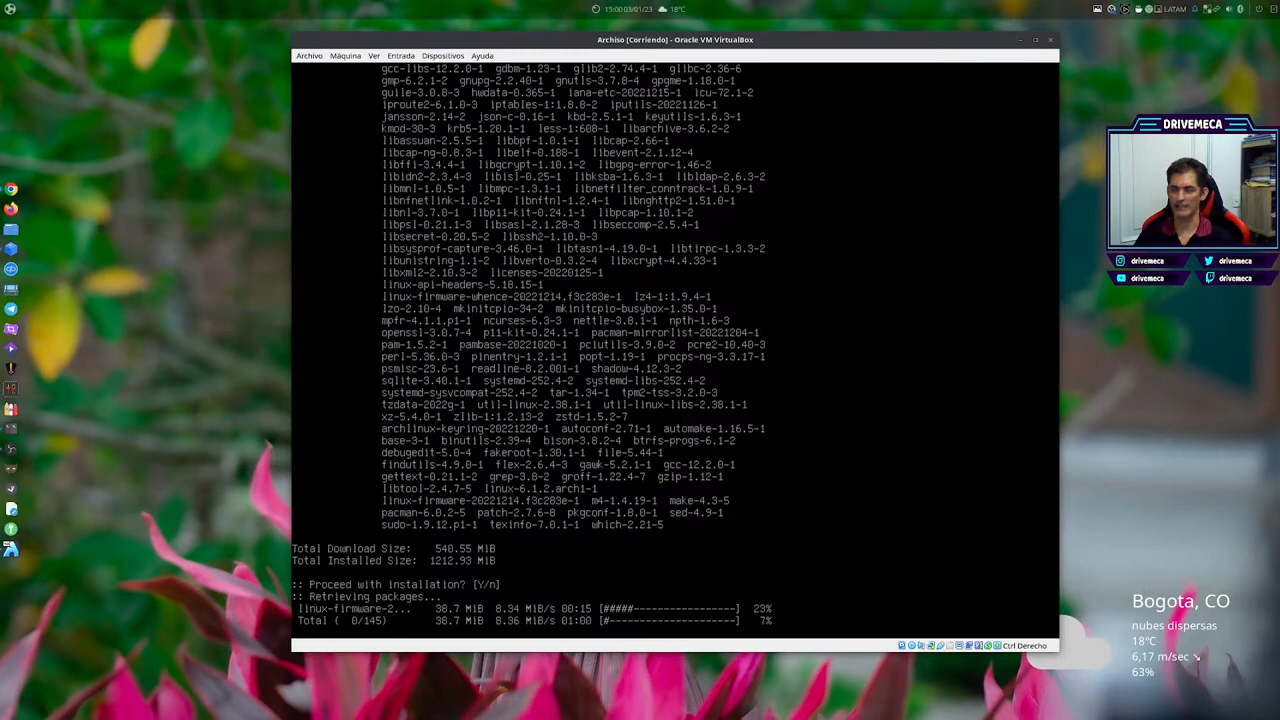 15:00 03/01/23 18°C
LATAM
Archiso [Corriendo] - Oracle VM VirtualBox
Archivo Máquina Ver Entrada Dispositivos Ayuda
gcc-libs-12.2.0-1 gdbm-1.23-1 glib2-2.74.4-1 glibc-2.36-6
gmp-6.2.1-2 gnupg-2.2.40-1 gnutls-3.7.8-4 gpgme-1.18.0-1
guile-3.0.8-3 hwdata-0.365-1 iana-etc-20221215-1 icu-72.1-2
iproute2-6.1.0-3 iptables-1:1.8.8-2 iputils-20221126-1
jansson-2.14-2 json-c-0.16-1 kbd-2.5.1-1 keyutils-1.6.3-1
kmod-30-3 krb5-1.20.1-1 less-1:608-1 libarchive-3.6.2-2
libassuan-2.5.5-1 libbpf-1.0.1-1 libcap-2.66-1
libcap-ng-0.8.3-1 libelf-0.188-1 libevent-2.1.12-4
libffi-3.4.4-1 libgcrypt-1.10.1-2 libgpg-error-1.46-2
libidn2-2.3.4-3 libisl-0.25-1 libksba-1.6.3-1 libldap-2.6.3-2
libmnl-1.0.5-1 libmpc-1.3.1-1 libnetfilter_conntrack-1.0.9-1
libnfnetlink-1.0.2-1 libnftnl-1.2.4-1 libnghttp2-1.51.0-1
libnl-3.7.0-1 libp11-kit-0.24.1-1 libpcap-1.10.1-2
libpsl-0.21.1-3 libsasl-2.1.28-3 libseccomp-2.5.4-1
libsecret-0.20.5-2 libssh2-1.10.0-3
libsysprof-capture-3.46.0-1 libtasn1-4.19.0-1 libtirpc-1.3.3-2
libunistring-1.1-2 libverto-0.3.2-4 libxcrypt-4.4.33-1
libxml2-2.10.3-2 licenses-20220125-1
linux-api-headers-5.18.15-1
linux-firmware-whence-20221214.f3c283e-1 lz4-1:1.9.4-1
lzo-2.10-4 mkinitcpio-34-2 mkinitcpio-busybox-1.35.0-1
mpfr-4.1.1.p1-1 ncurses-6.3-3 nettle-3.8.1-1 npth-1.6-3
openssl-3.0.7-4 p11-kit-0.24.1-1 pacman-mirrorlist-20221204-1
pam-1.5.2-1 pambase-20221020-1 pciutils-3.9.0-2 pcre2-10.40-3
perl-5.36.0-3 pinentry-1.2.1-1 popt-1.19-1 procps-ng-3.3.17-1
psmisc-23.6-1 readline-8.2.001-1 shadow-4.12.3-2
sqlite-3.40.1-1 systemd-252.4-2 systemd-libs-252.4-2
systemd-sysvcompat-252.4-2 tar-1.34-1 tpm2-tss-3.2.0-3
tzdata-2022g-1 util-linux-2.38.1-1 util-linux-libs-2.38.1-1
xz-5.4.0-1 zlib-1:1.2.13-2 zstd-1.5.2-7
archlinux-keyring-20221220-1 autoconf-2.71-1 automake-1.16.5-1
base-3-1 binutils-2.39-4 bison-3.8.2-4 btrfs-progs-6.1-2
debugedit-5.0-4 fakeroot-1.30.1-1 file-5.44-1
findutils-4.9.0-1 flex-2.6.4-3 gawk-5.2.1-1 gcc-12.2.0-1
gettext-0.21.1-2 grep-3.8-2 groff-1.22.4-7 gzip-1.12-1
libtool-2.4.7-5 linux-6.1.2.arch1-1
linux-firmware-20221214.f3c283e-1 m4-1.4.19-1 make-4.3-5
pacman-6.0.2-5 patch-2.7.6-8 pkgconf-1.8.0-1 sed-4.9-1
sudo-1.9.12.p1-1 texinfo-7.0.1-1 which-2.21-5
Total Download Size: 540.55 MiB
Total Installed Size: 1212.93 MiB
:: Proceed with installation? [Y/n]
:: Retrieving packages...
linux-firmware-2... 38.7 MiB 8.34 MiB/s 00:15 [#####-----------------] 23%
Total ( 0/145) 38.7 MiB 8.36 MiB/s 01:00 [#---------------------] 7%
Ctrl Derecho
DRIVEMECA
drivemeca drivemeca
drivemeca drivemeca
Bogota, CO
nubes dispersas
18°C
6,17 m/sec ↘
63%